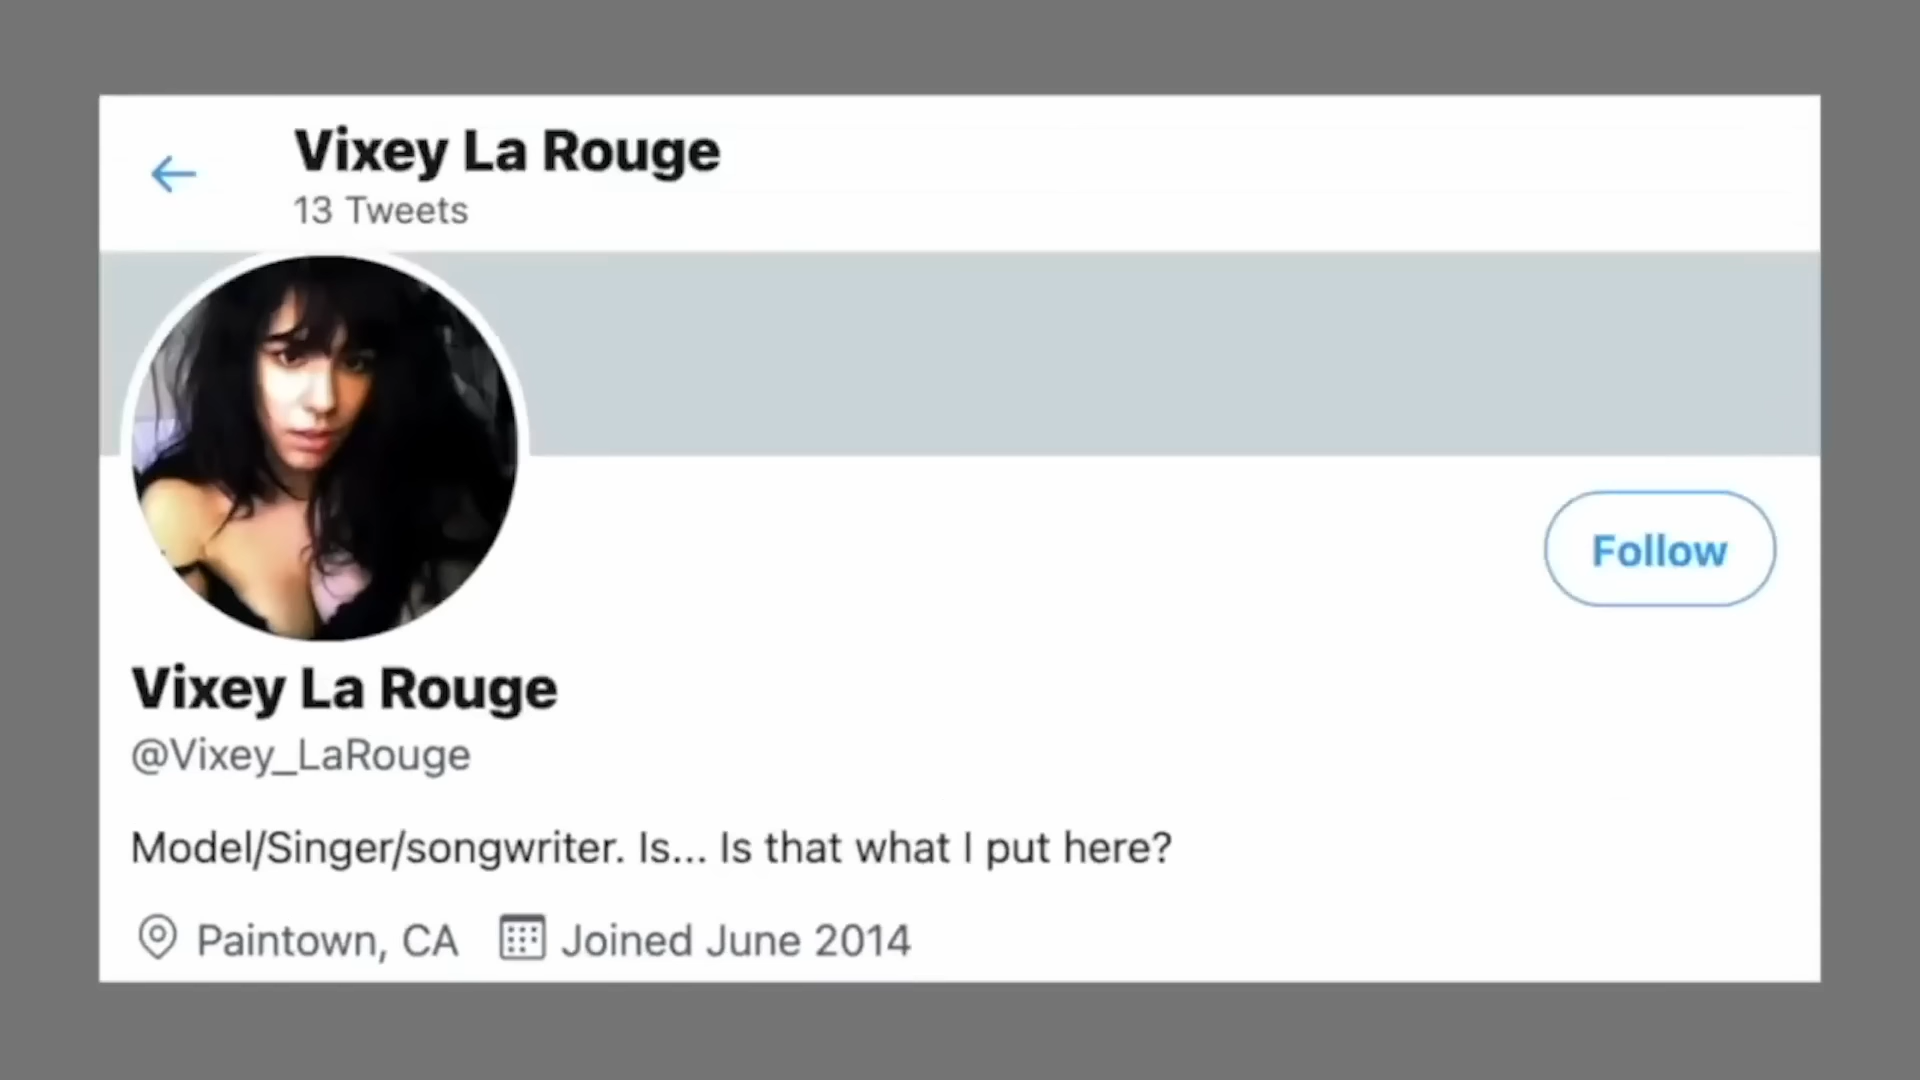 Vixey La Rouge
13 Tweets
Follow
Vixey La Rouge
@Vixey_LaRouge
Model/Singer/songwriter. Is... Is that what I put here?
Paintown, CA Joined June 2014